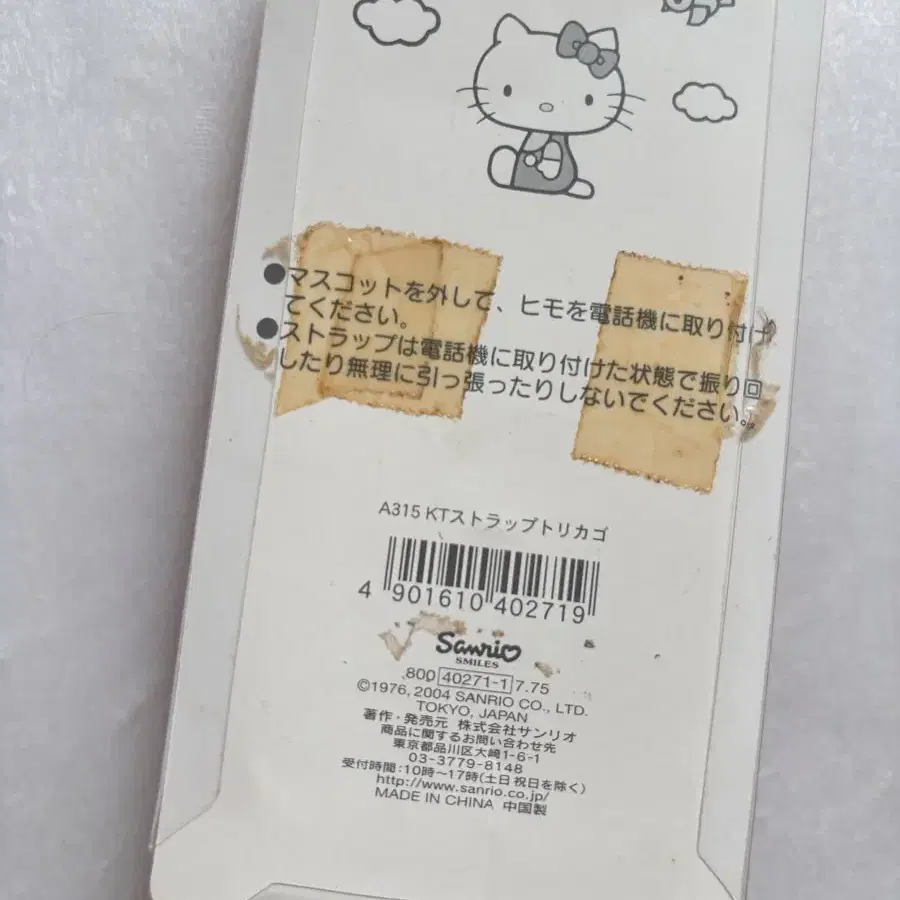 ●マスコットを外して、ヒモを電話機に取り付け
てください。
●ストラップは電話機に取り付けた状態で振り回
したり無理に引っ張ったりしないでください。
A315 KTストラップトリカゴ
4 901610 402719
Sanrio
SMILES
800 40271-1 7.75
©1976, 2004 SANRIO CO., LTD.
TOKYO, JAPAN
著作・発売元 株式会社サンリオ
商品に関するお問い合わせ先
東京都品川区大崎1-6-1
03-3779-8148
受付時間:10時〜17時(土日祝日を除く)
http://www.sanrio.co.jp/
MADE IN CHINA 中国製